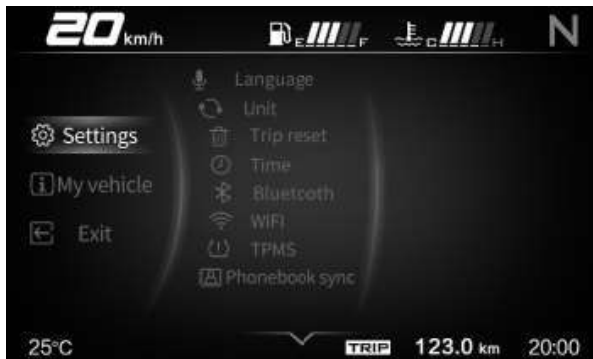 20 km/h E F C H N
Language
Unit
Settings
Trip reset
Time
My vehicle
Bluetooth
WiFi
Exit
TPMS
Phonebook sync
25°C TRIP 123.0 km 20:00